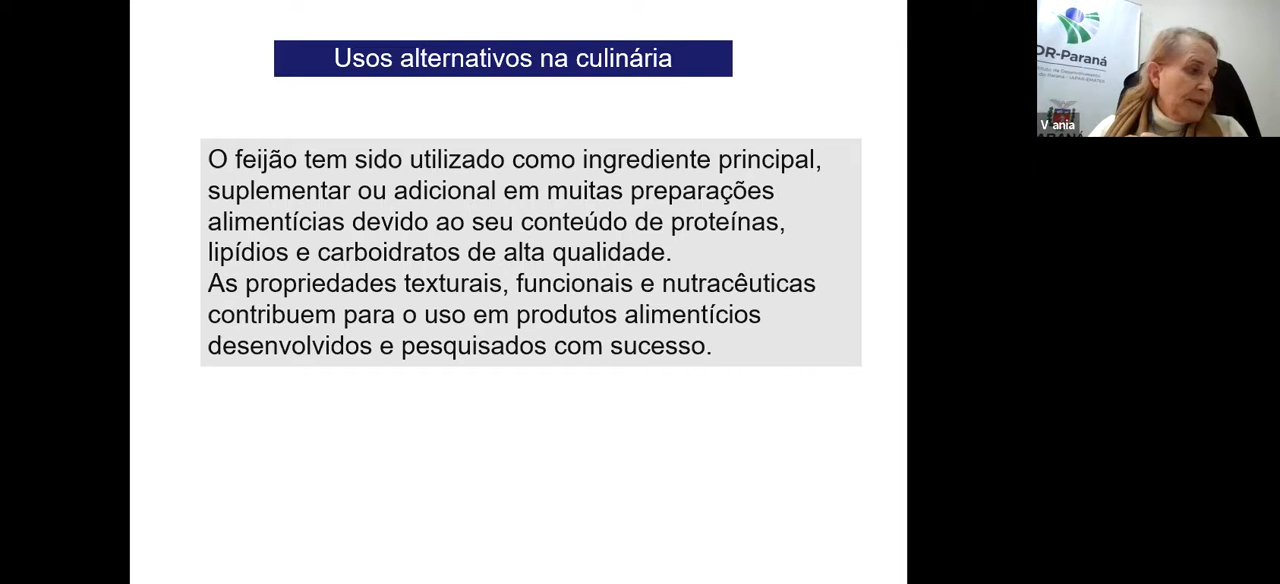 Usos alternativos na culinária
O feijão tem sido utilizado como ingrediente principal,
suplementar ou adicional em muitas preparações
alimentícias devido ao seu conteúdo de proteínas,
lipídios e carboidratos de alta qualidade.
As propriedades texturais, funcionais e nutracêuticas
contribuem para o uso em produtos alimentícios
desenvolvidos e pesquisados com sucesso.
DR-Paraná
V ania